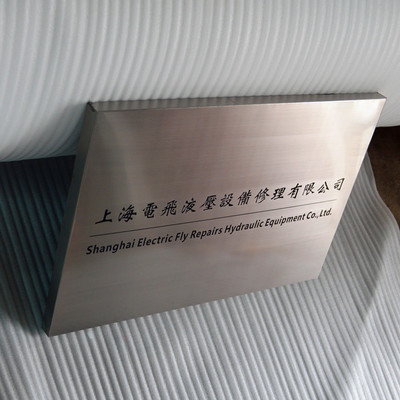 上海電飛液壓設備修理有限公司
Shanghai Electric Fly Repairs Hydraulic Equipment Co., Ltd.